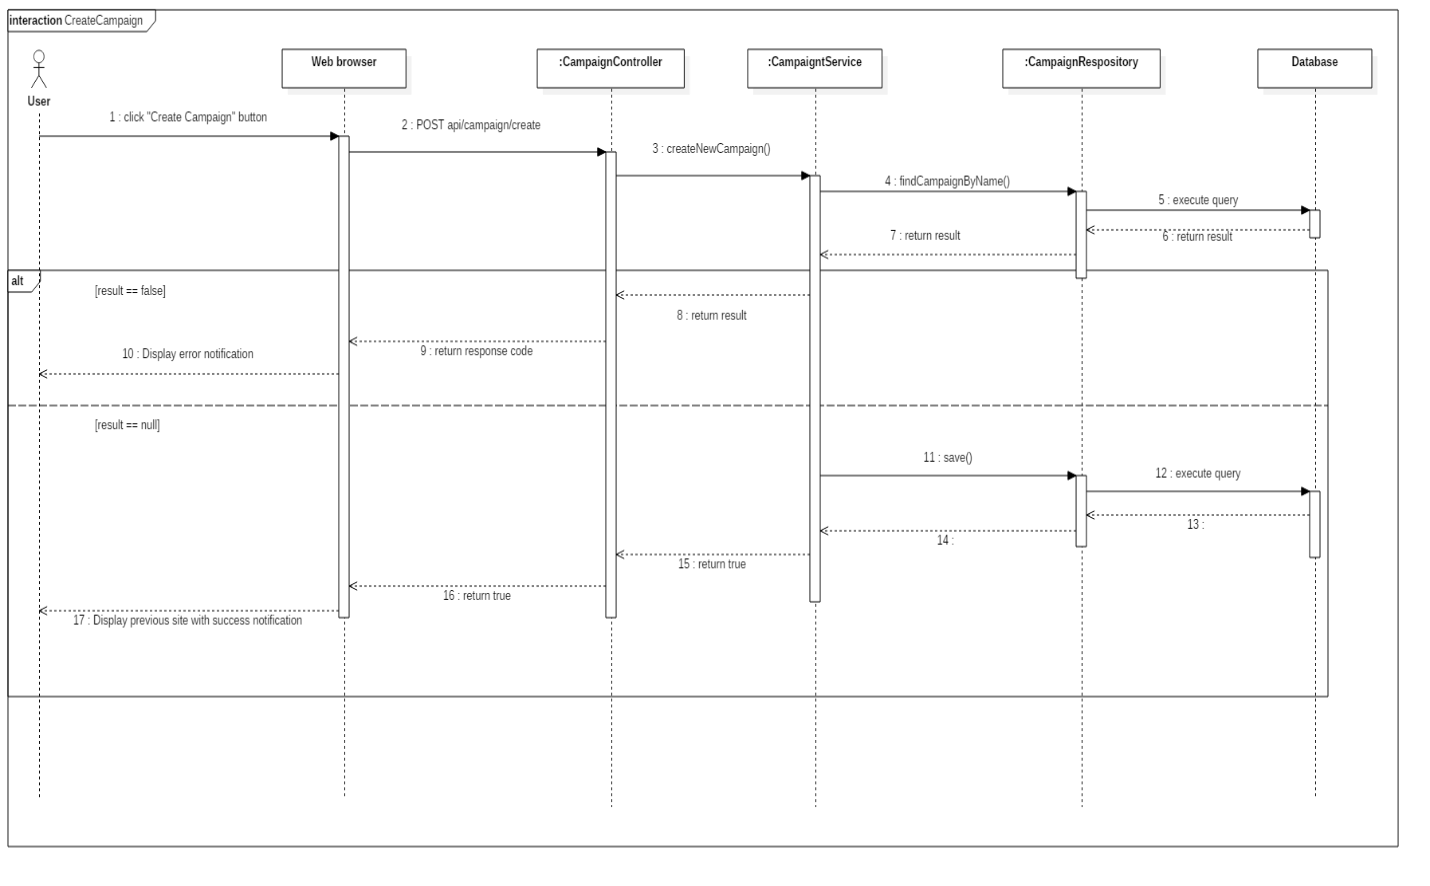 interaction CreateCampaign
User
Web browser
:CampaignController
:CampaigntService
:CampaignRespository
Database
1 : click "Create Campaign" button
2 : POST api/campaign/create
3 : createNewCampaign()
4 : findCampaignByName()
5 : execute query
6 : return result
7 : return result
alt
[result == false]
8 : return result
9 : return response code
10 : Display error notification
[result == null]
11 : save()
12 : execute query
13 :
14 :
15 : return true
16 : return true
17 : Display previous site with success notification